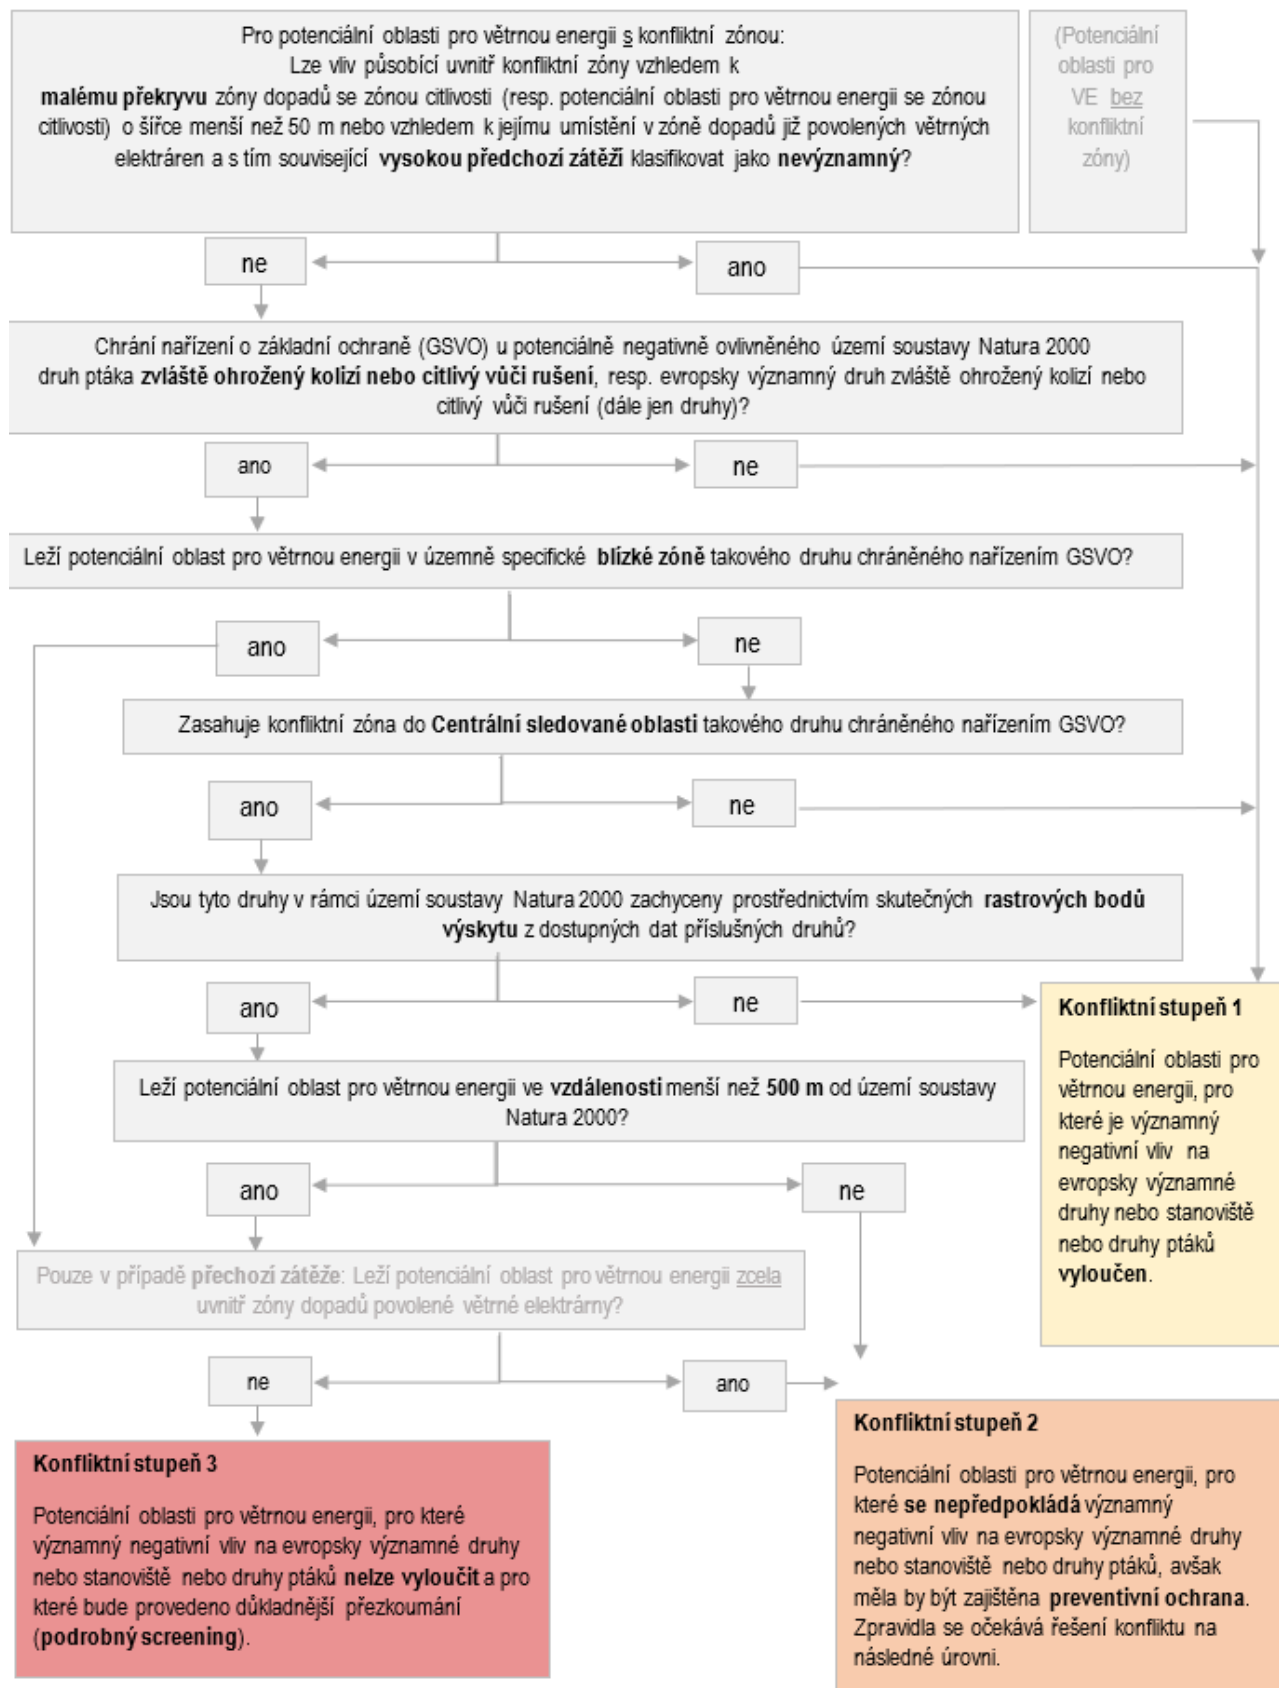 Pro potenciální oblasti pro větrnou energii s konfliktní zónou:
Lze vliv působící uvnitř konfliktní zóny vzhledem k
malému překryvu zóny dopadů se zónou citlivosti (resp. potenciální oblasti pro větrnou energii se zónou
citlivosti) o šířce menší než 50 m nebo vzhledem k jejímu umístění v zóně dopadů již povolených větrných
elektráren a s tím související vysokou předchozí zátěží klasifikovat jako nevýznamný?
(Potenciální
oblasti pro
VE bez
konfliktní
zóny)
ne
ano
Chrání nařízení o základní ochraně (GSVO) u potenciálně negativně ovlivněného území soustavy Natura 2000
druh ptáka zvláště ohrožený kolizí nebo citlivý vůči rušení, resp. evropsky významný druh zvláště ohrožený kolizí nebo
citlivý vůči rušení (dále jen druhy)?
ano
ne
Leží potenciální oblast pro větrnou energii v územně specifické blízké zóně takového druhu chráněného nařízením GSVO?
ano
ne
Zasahuje konfliktní zóna do Centrální sledované oblasti takového druhu chráněného nařízením GSVO?
ano
ne
Jsou tyto druhy v rámci území soustavy Natura 2000 zachyceny prostřednictvím skutečných rastrových bodů
výskytu z dostupných dat příslušných druhů?
ano
ne
Leží potenciální oblast pro větrnou energii ve vzdálenosti menší než 500 m od území soustavy
Natura 2000?
ano
ne
Pouze v případě přechozí zátěže: Leží potenciální oblast pro větrnou energii zcela
uvnitř zóny dopadů povolené větrné elektrárny?
ne
ano
Konfliktní stupeň 1
Potenciální oblasti pro
větrnou energii, pro
které je významný
negativní vliv na
evropsky významné
druhy nebo stanoviště
nebo druhy ptáků
vyloučen.
Konfliktní stupeň 3
Potenciální oblasti pro větrnou energii, pro které
významný negativní vliv na evropsky významné druhy
nebo stanoviště nebo druhy ptáků nelze vyloučit a pro
které bude provedeno důkladnější přezkoumání
(podrobný screening).
Konfliktní stupeň 2
Potenciální oblasti pro větrnou energii, pro
které se nepředpokládá významný
negativní vliv na evropsky významné druhy
nebo stanoviště nebo druhy ptáků, avšak
měla by být zajištěna preventivní ochrana.
Zpravidla se očekává řešení konfliktu na
následné úrovni.